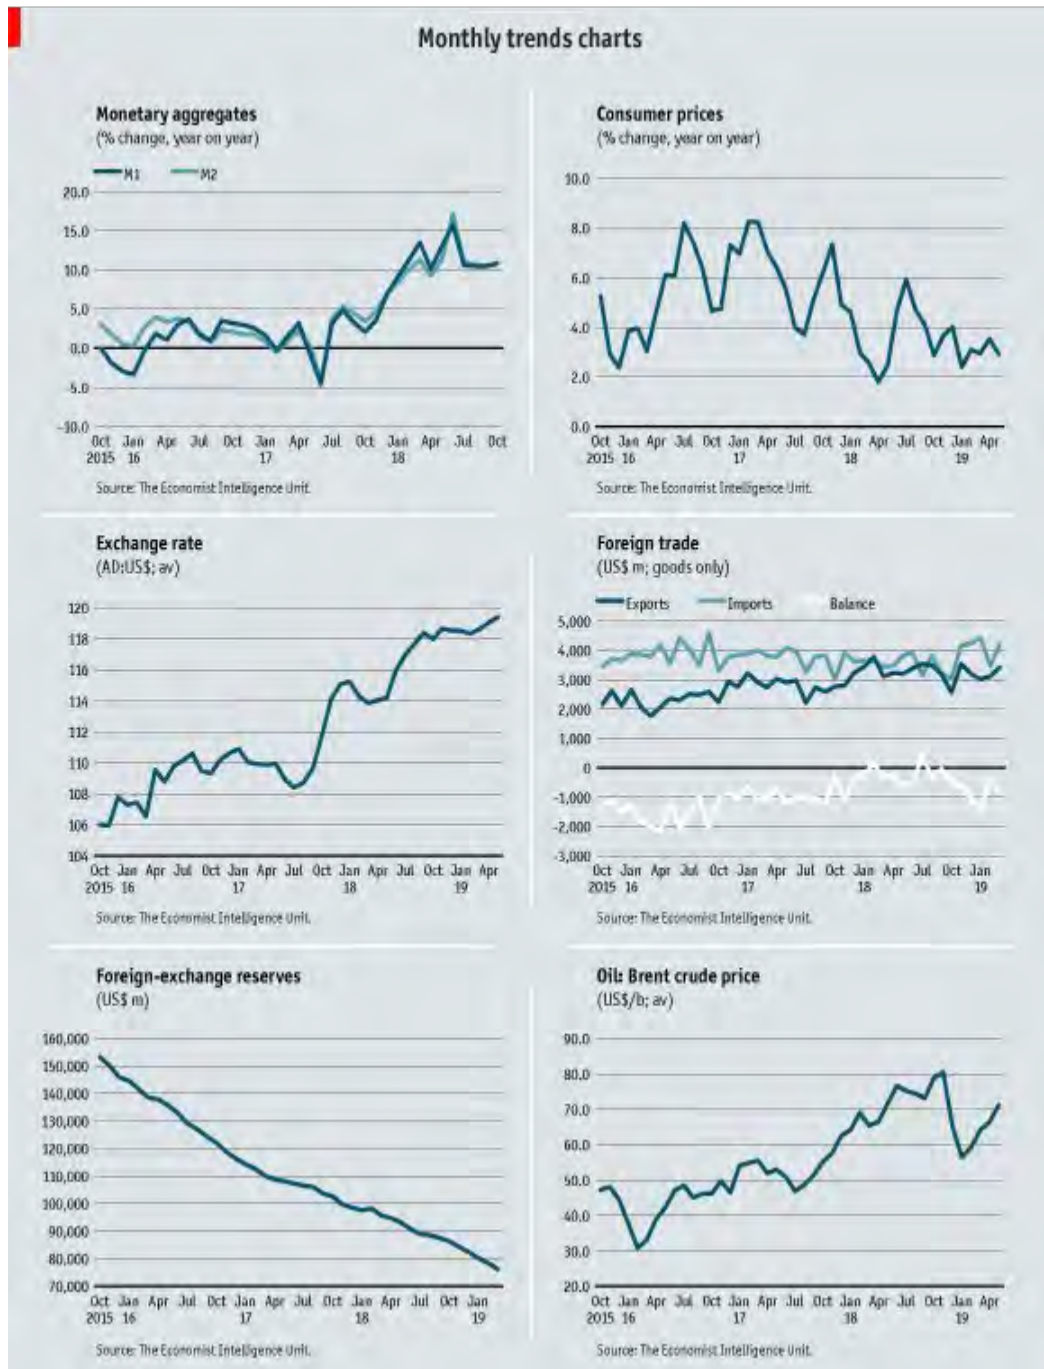 Monthly trends charts
Monetary aggregates
(% change, year on year)
M1 M2
20.0
15.0
10.0
5.0
0.0
-5.0
-10.0
Oct Jan Apr Jul Oct Jan Apr Jul Oct Jan Apr Jul Oct
2015 16 17 18
Source: The Economist Intelligence Unit.
Consumer prices
(% change, year on year)
10.0
8.0
6.0
4.0
2.0
0.0
Oct Jan Apr Jul Oct Jan Apr Jul Oct Jan Apr Jul Oct Jan Apr
2015 16 17 18 19
Source: The Economist Intelligence Unit.
Exchange rate
(AD:US$; av)
120
118
116
114
112
110
108
106
104
Oct Jan Apr Jul Oct Jan Apr Jul Oct Jan Apr Jul Oct Jan Apr
2015 16 17 18 19
Source: The Economist Intelligence Unit.
Foreign trade
(US$ m; goods only)
Exports Imports Balance
5,000
4,000
3,000
2,000
1,000
0
-1,000
-2,000
-3,000
Oct Jan Apr Jul Oct Jan Apr Jul Oct Jan Apr Jul Oct Jan
2015 16 17 18 19
Source: The Economist Intelligence Unit.
Foreign-exchange reserves
(US$ m)
160,000
150,000
140,000
130,000
120,000
110,000
100,000
90,000
80,000
70,000
Oct Jan Apr Jul Oct Jan Apr Jul Oct Jan Apr Jul Oct Jan
2015 16 17 18 19
Source: The Economist Intelligence Unit.
Oil: Brent crude price
(US$/b; av)
90.0
80.0
70.0
60.0
50.0
40.0
30.0
20.0
Oct Jan Apr Jul Oct Jan Apr Jul Oct Jan Apr Jul Oct Jan Apr
2015 16 17 18 19
Source: The Economist Intelligence Unit.